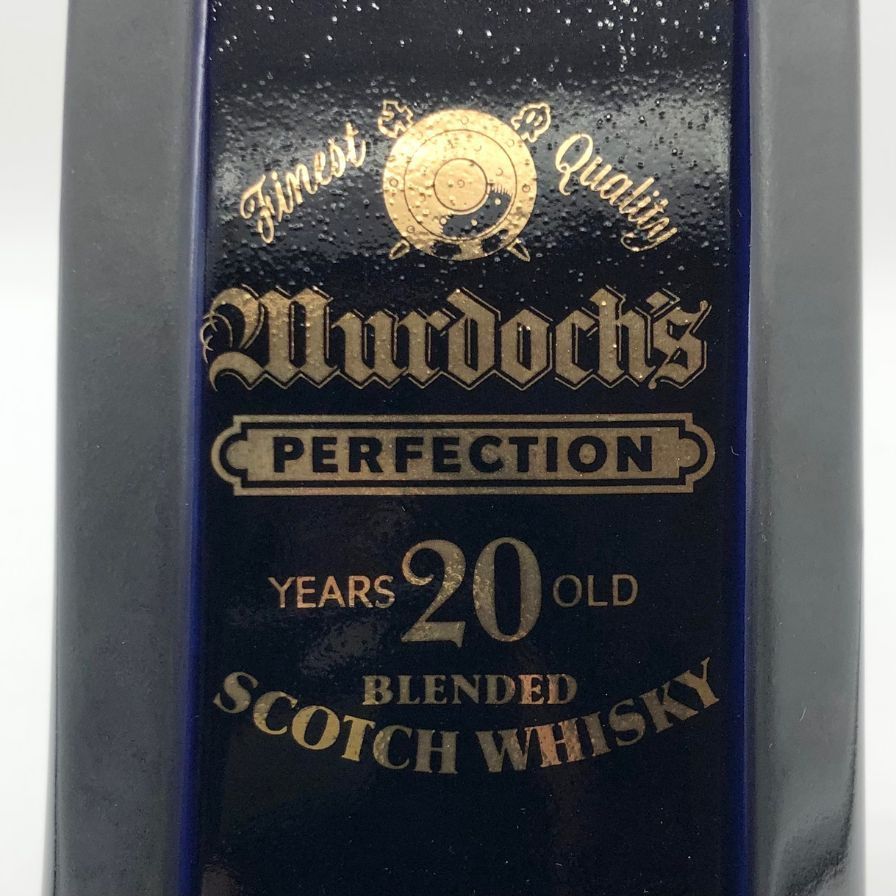 Finest Quality
Murdoch's
PERFECTION
YEARS 20 OLD
BLENDED
SCOTCH WHISKY